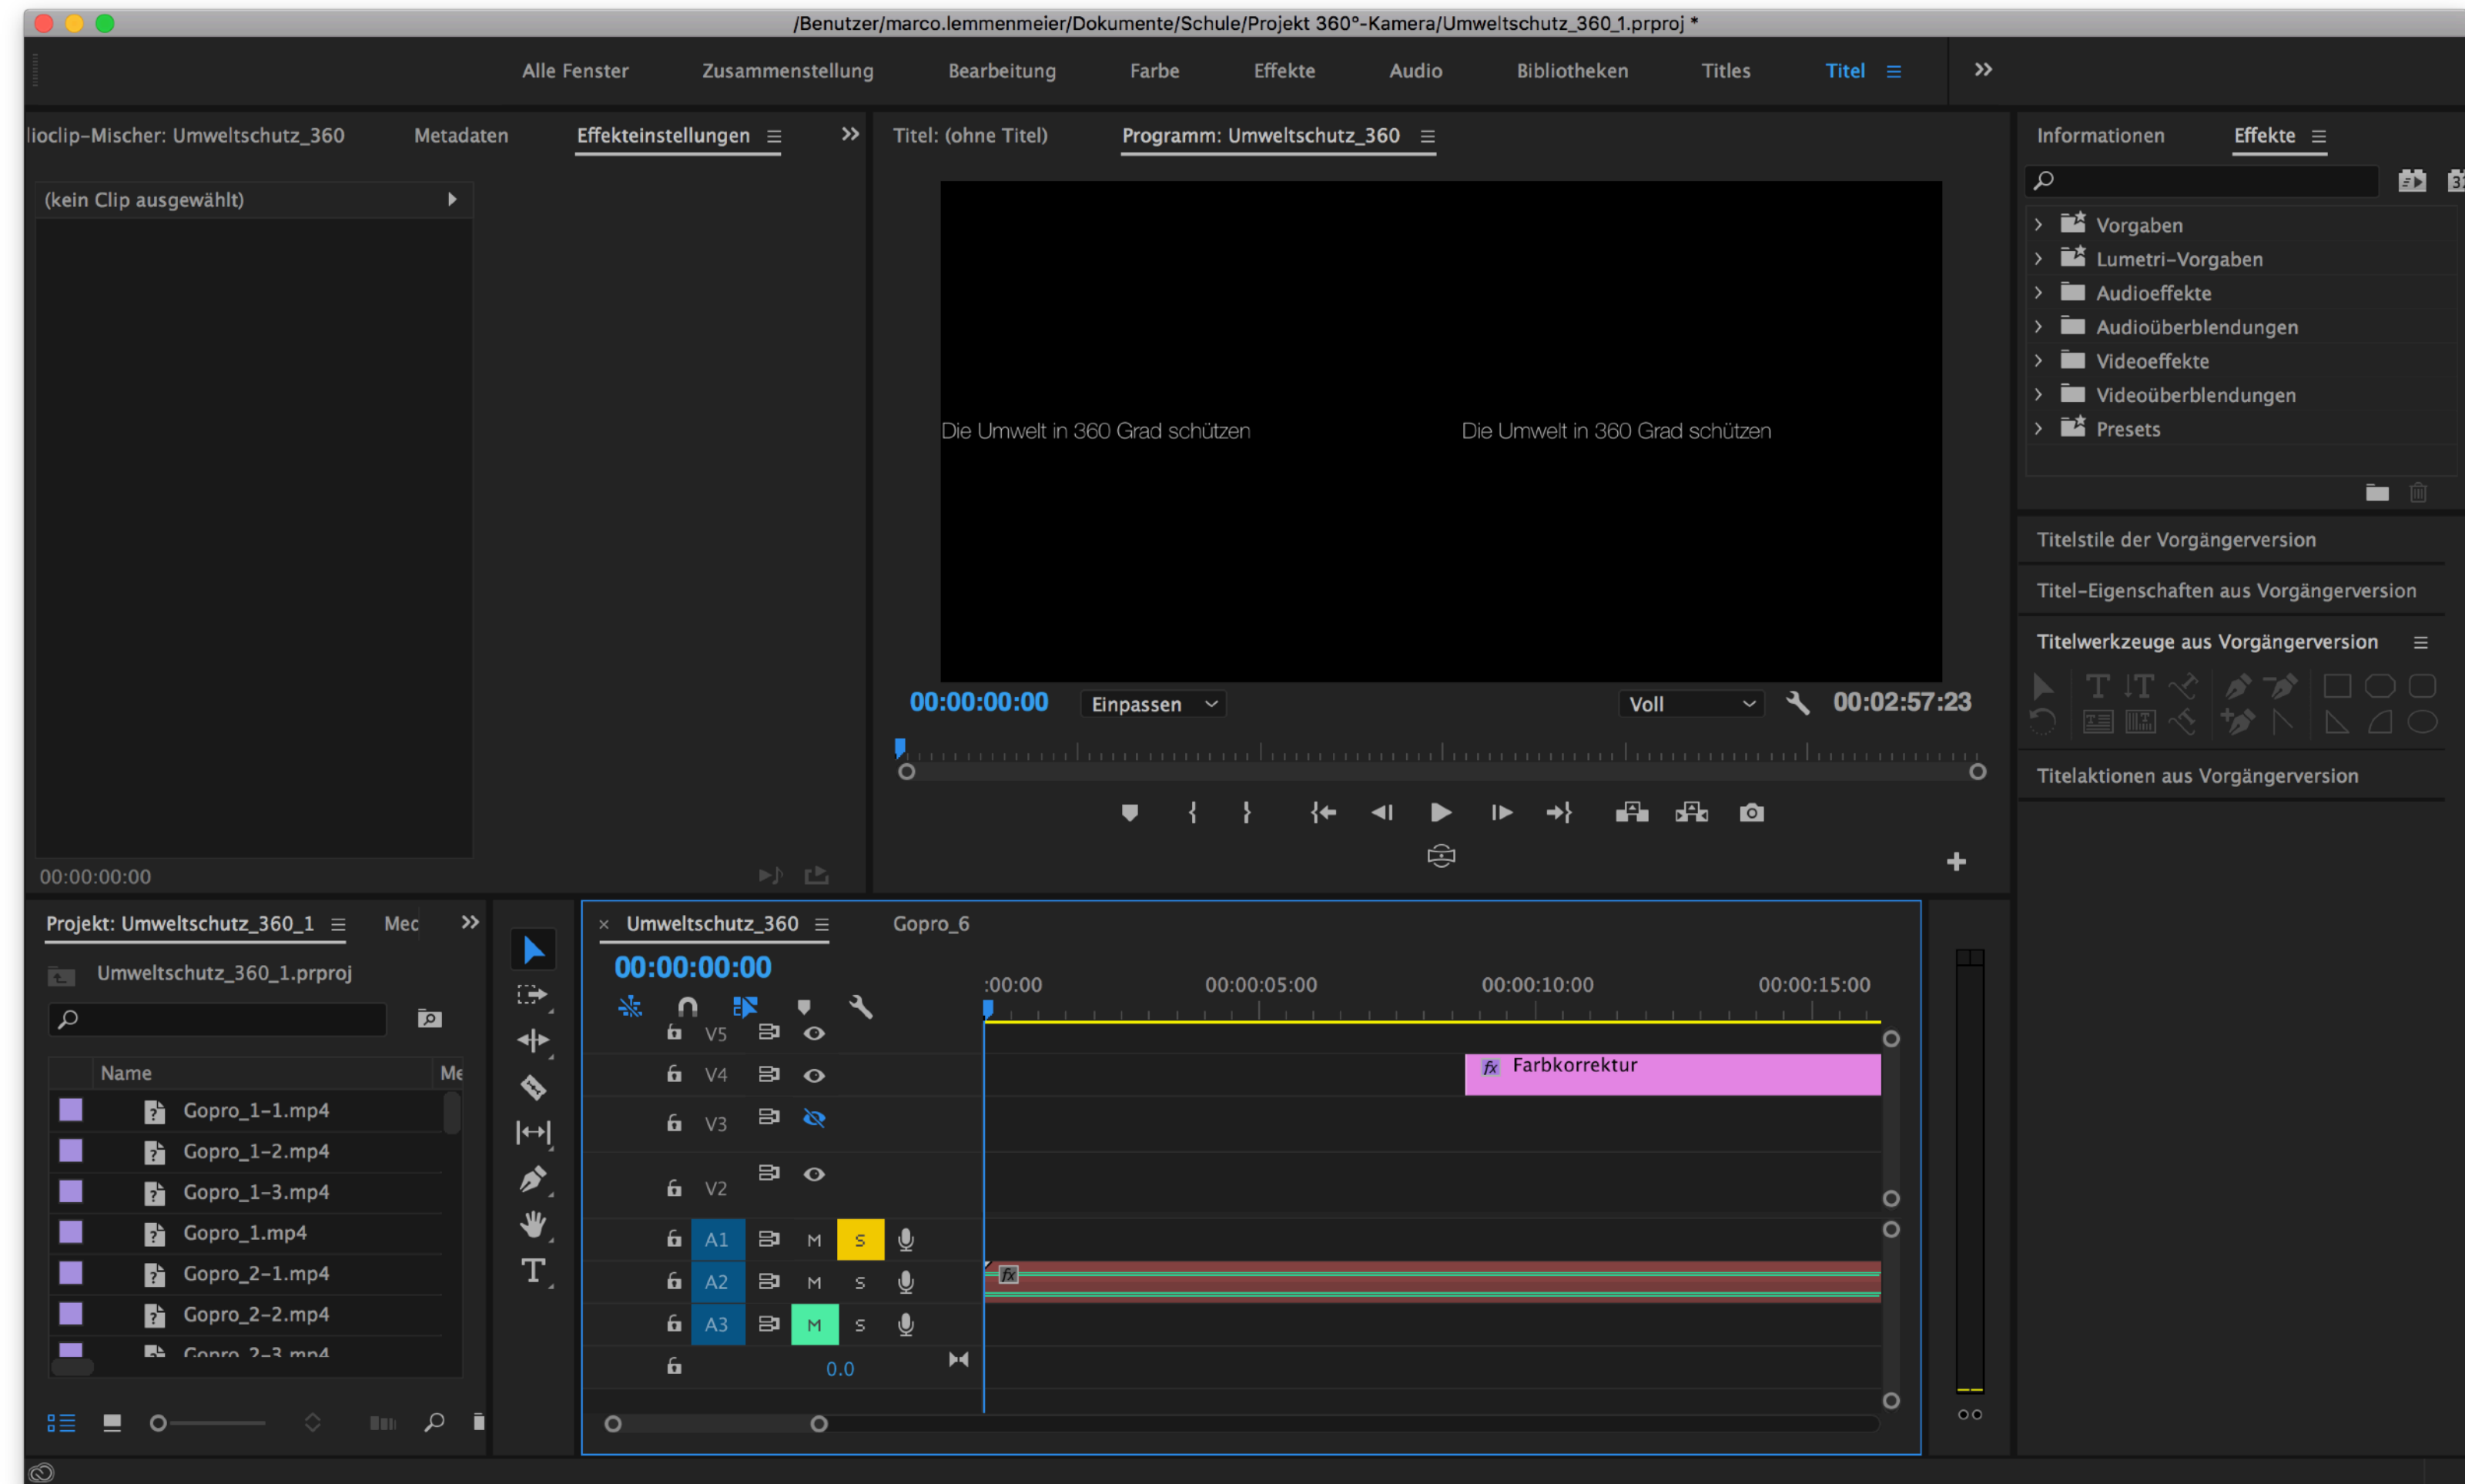 /Benutzer/marco.lemmenmeier/Dokumente/Schule/Projekt 360°-Kamera/Umweltschutz_360_1.prproj *
Alle Fenster Zusammenstellung Bearbeitung Farbe Effekte Audio Bibliotheken Titles Titel
lioclip-Mischer: Umweltschutz_360 Metadaten Effekteinstellungen
(kein Clip ausgewählt)
00:00:00:00
Titel: (ohne Titel) Programm: Umweltschutz_360
Die Umwelt in 360 Grad schützen Die Umwelt in 360 Grad schützen
00:00:00:00 Einpassen Voll 00:02:57:23
Informationen Effekte
32
Vorgaben
Lumetri-Vorgaben
Audioeffekte
Audioüberblendungen
Videoeffekte
Videoüberblendungen
Presets
Titelstile der Vorgängerversion
Titel-Eigenschaften aus Vorgängerversion
Titelwerkzeuge aus Vorgängerversion
Titelaktionen aus Vorgängerversion
Projekt: Umweltschutz_360_1 Med
Umweltschutz_360_1.prproj
Name Me
Gopro_1-1.mp4
Gopro_1-2.mp4
Gopro_1-3.mp4
Gopro_1.mp4
Gopro_2-1.mp4
Gopro_2-2.mp4
Gopro_2-3.mp4
Umweltschutz_360 Gopro_6
00:00:00:00
:00:00 00:00:05:00 00:00:10:00 00:00:15:00
V5
V4 fx Farbkorrektur
V3
V2
A1 M S
A2 M S fx
A3 M S
0.0